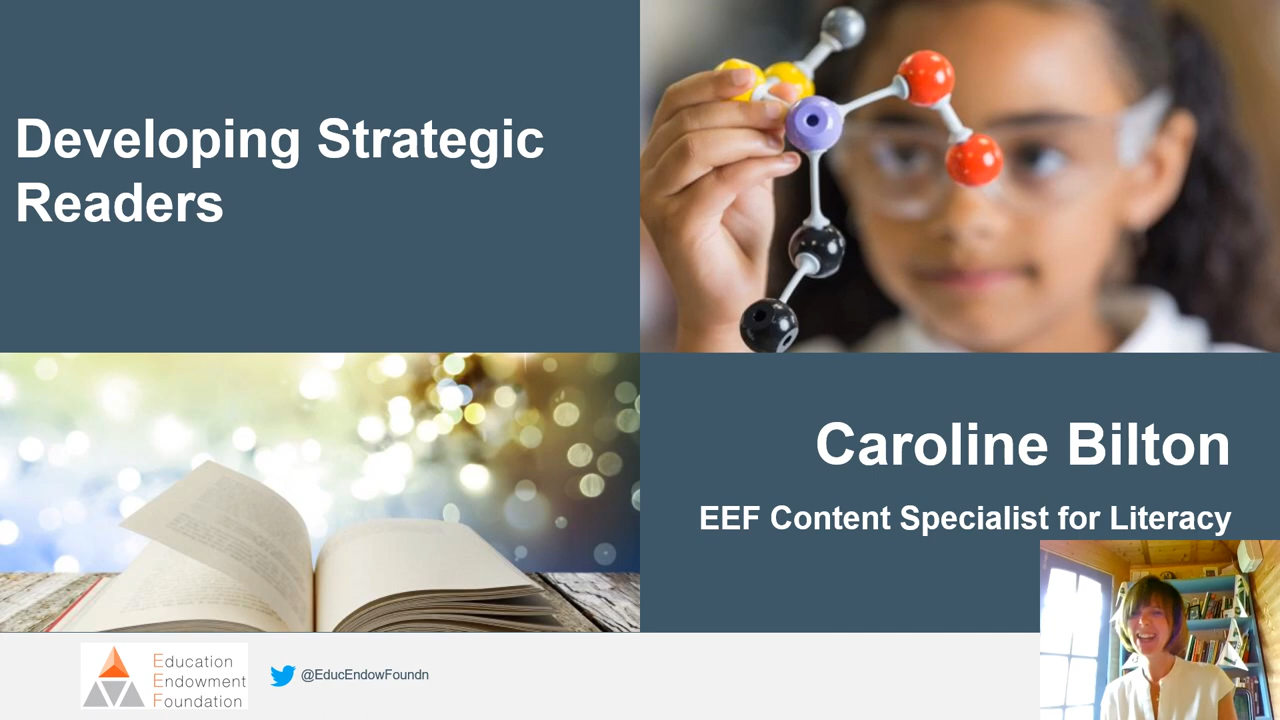 Developing Strategic
Readers
Caroline Bilton
EEF Content Specialist for Literacy
Education
Endowment
Foundation
@EducEndowFoundn